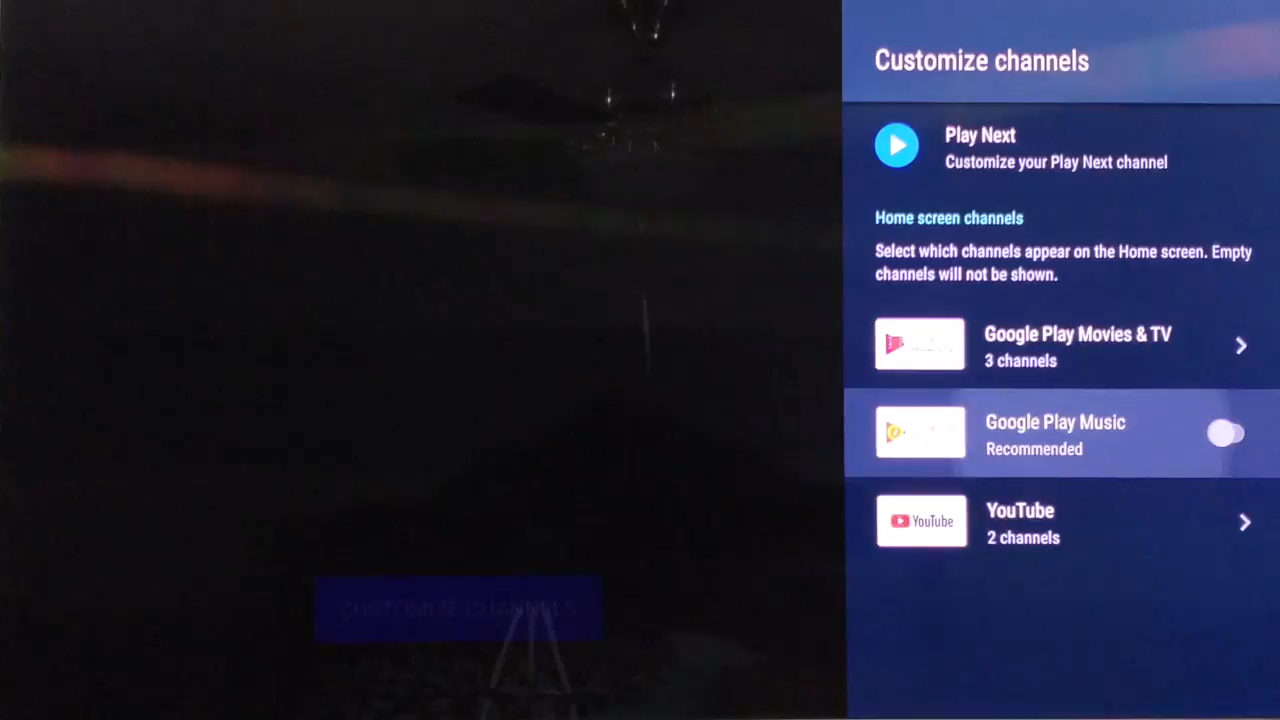 Customize channels
Play Next
Customize your Play Next channel
Home screen channels
Select which channels appear on the Home screen. Empty
channels will not be shown.
Google Play Movies & TV
3 channels
Google Play Music
Recommended
YouTube
YouTube
2 channels
CUSTOMIZE CHANNELS